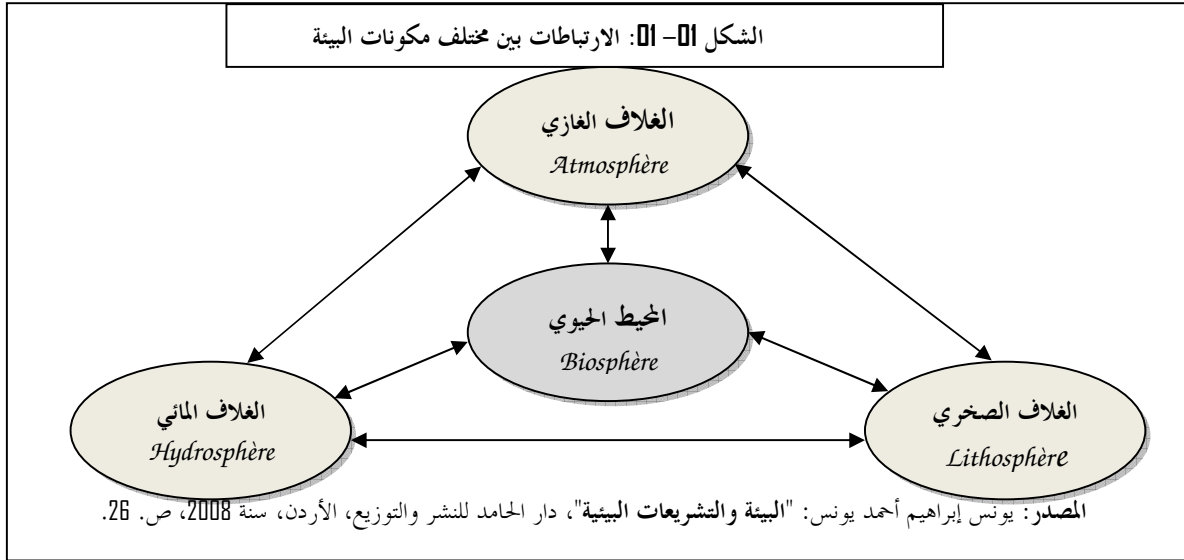 الشكل 01–01: الارتباطات بين مختلف مكونات البيئة
الغلاف الغازي
Atmosphère
المحيط الحيوي
Biosphère
الغلاف المائي
Hydrosphère
الغلاف الصخري
Lithosphère
المصدر: يونس إبراهيم أحمد يونس: "البيئة والتشريعات البيئية"، دار الحامد للنشر والتوزيع، الأردن، سنة 2008، ص. 26.